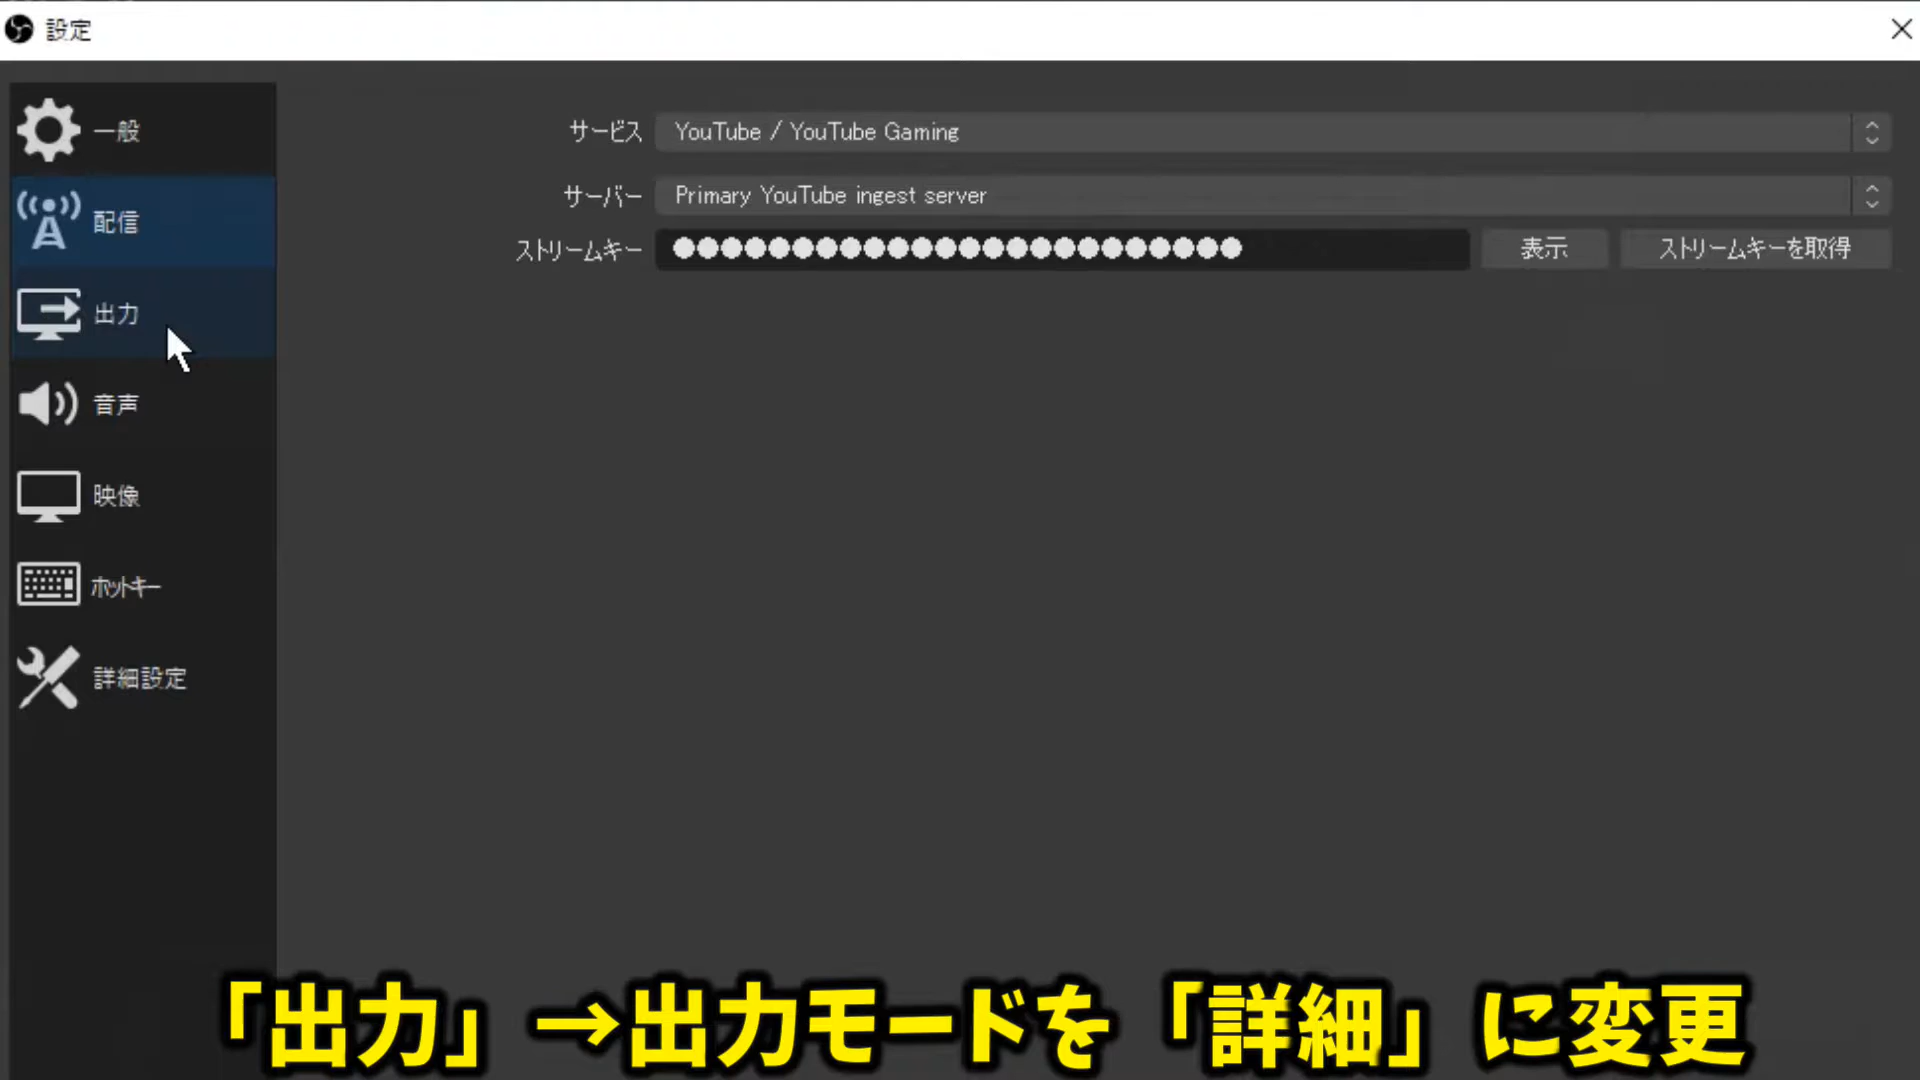 設定
一般
配信
出力
音声
映像
ホットキー
詳細設定
サービス YouTube / YouTube Gaming
サーバー Primary YouTube ingest server
ストリームキー ●●●●●●●●●●●●●●●●●●●●●●●● 表示 ストリームキーを取得
「出力」→出力モードを「詳細」に変更